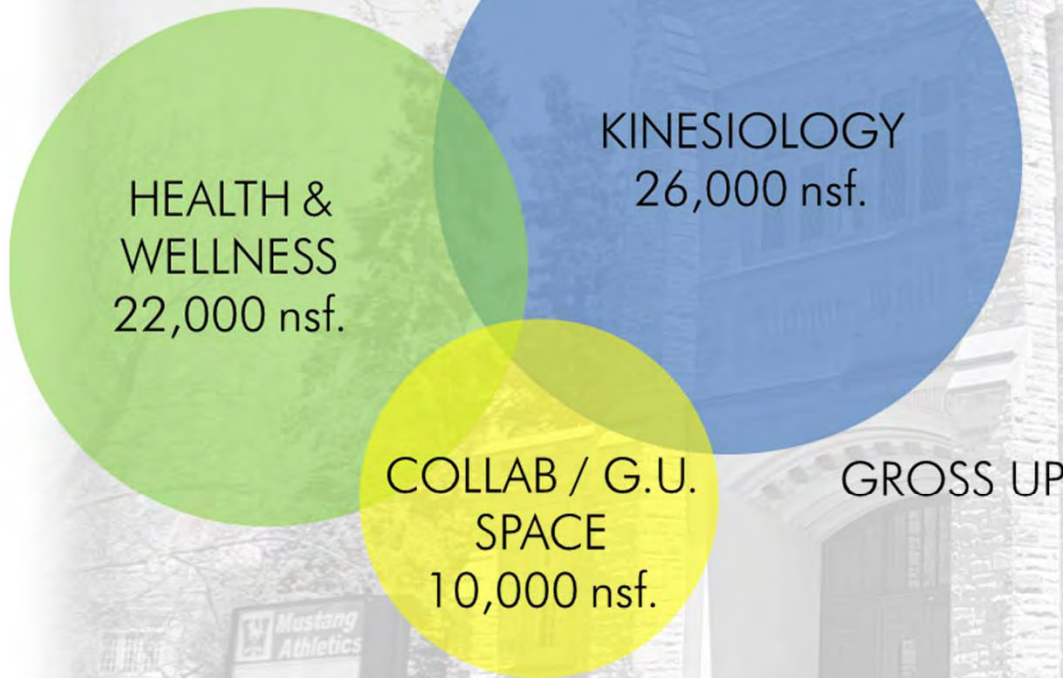 KINESIOLOGY
26,000 nsf.
HEALTH &
WELLNESS
22,000 nsf.
COLLAB / G.U.
SPACE
10,000 nsf.
GROSS UP
Mustang
Athletics